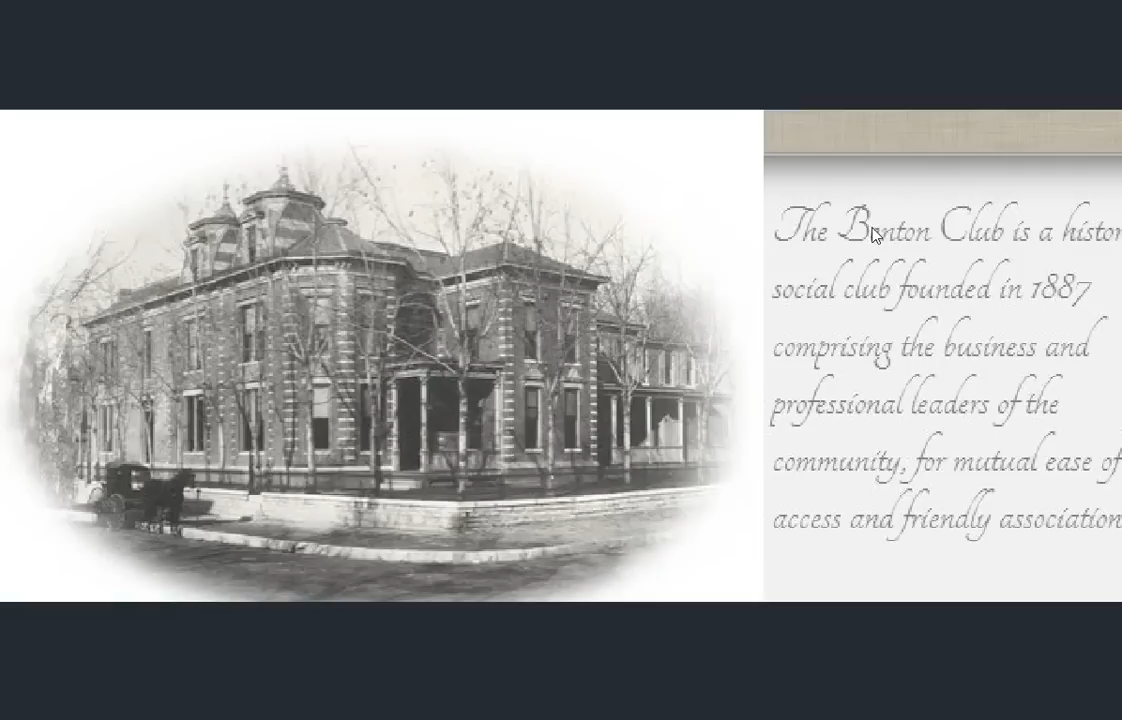 The Benton Club is a histor
social club founded in 1887
comprising the business and
professional leaders of the
community, for mutual ease of
access and friendly association